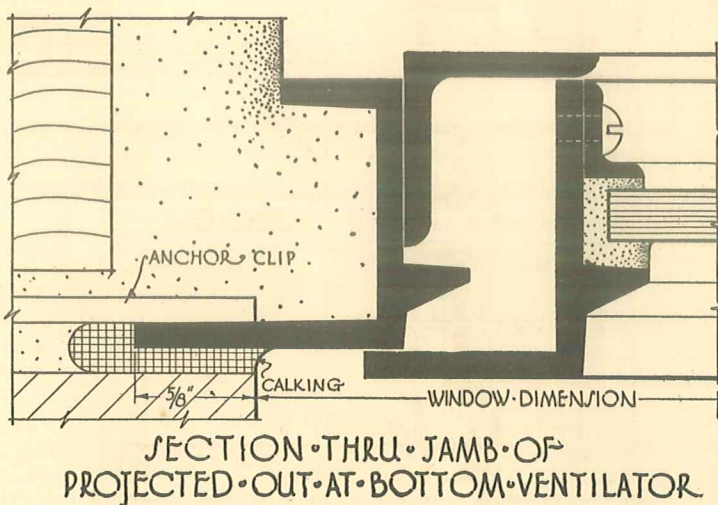 ANCHOR CLIP
5/8"
CALKING
WINDOW·DIMENSION
SECTION·THRU·JAMB·OF
PROJECTED·OUT·AT·BOTTOM·VENTILATOR